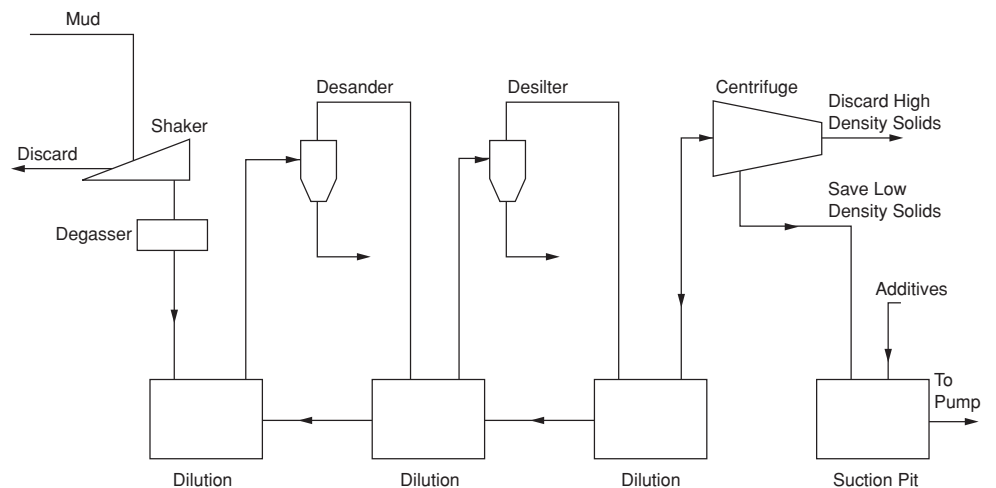 Mud
Shaker
Discard
Degasser
Desander
Desilter
Centrifuge
Discard High
Density Solids
Save Low
Density Solids
Additives
To
Pump
Dilution
Dilution
Dilution
Suction Pit